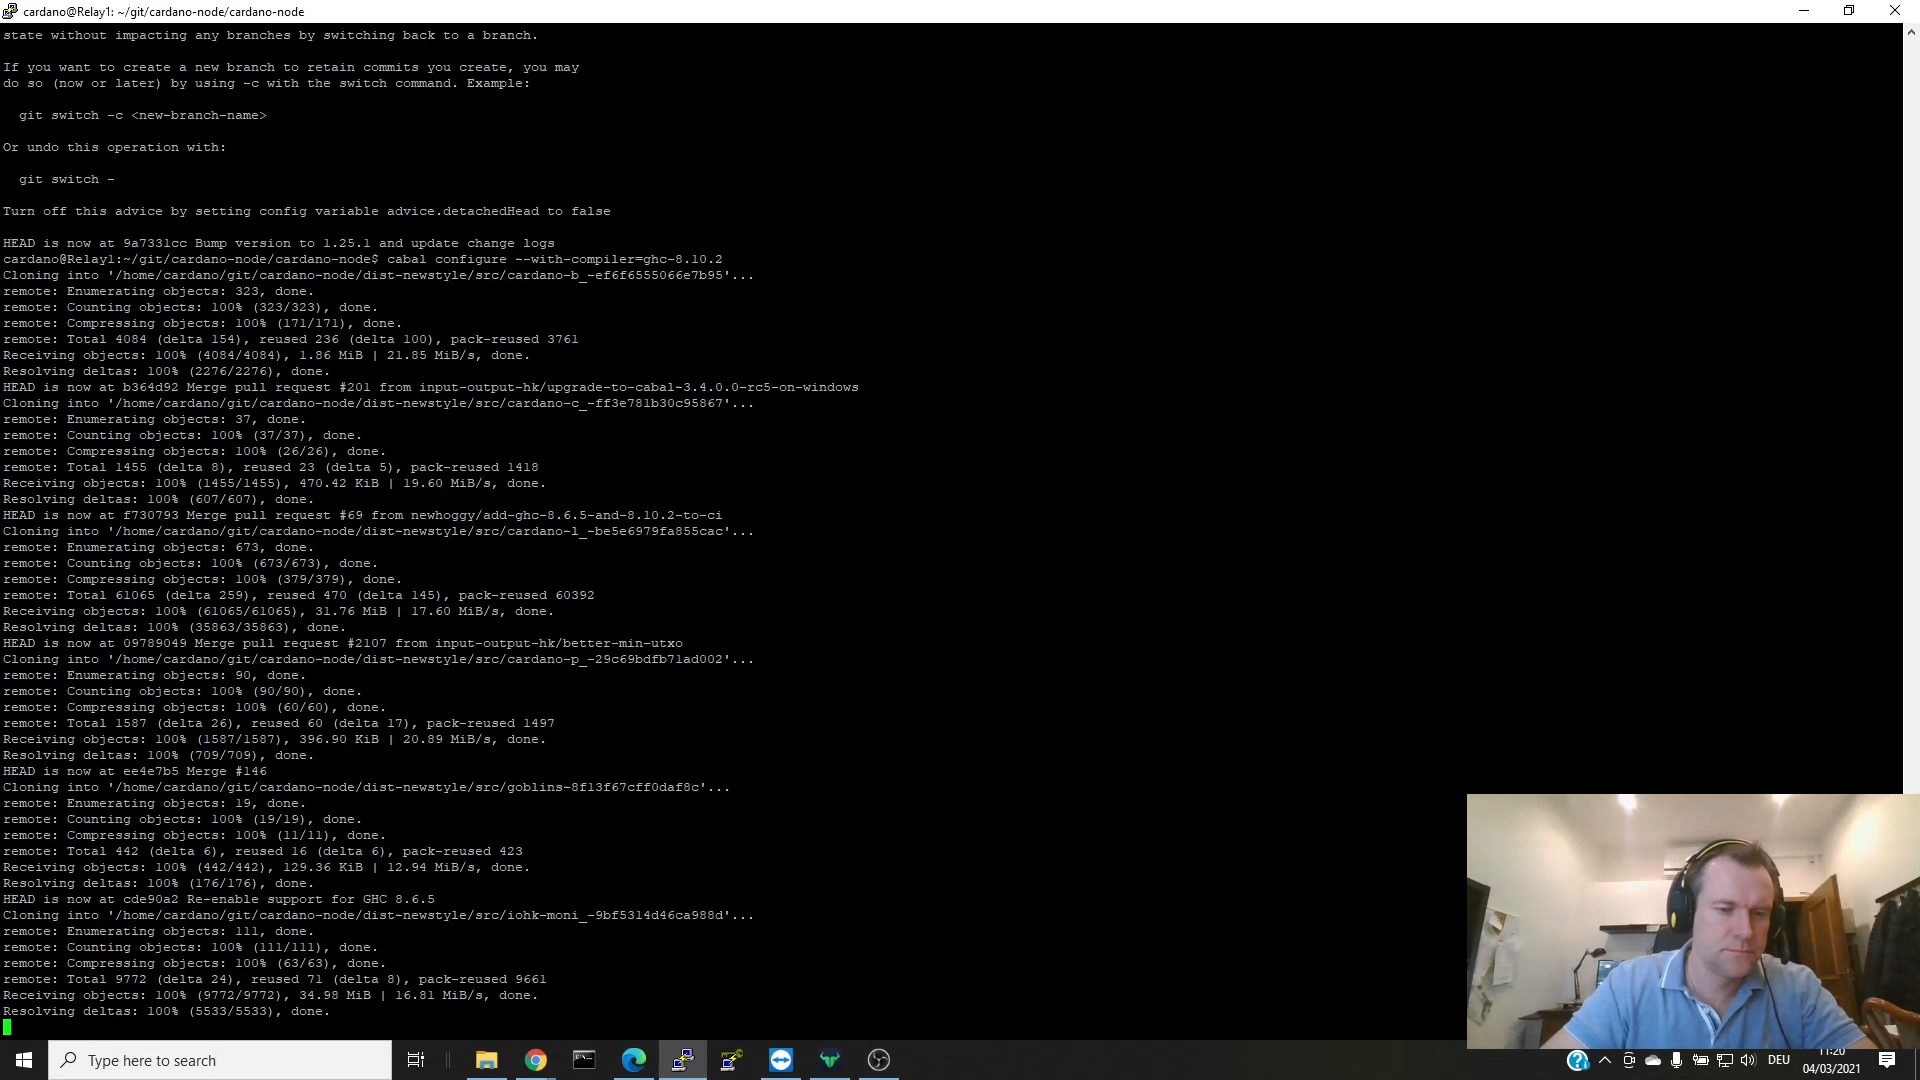 cardano@Relay1: ~/git/cardano-node/cardano-node
state without impacting any branches by switching back to a branch.
If you want to create a new branch to retain commits you create, you may
do so (now or later) by using -c with the switch command. Example:
git switch -c <new-branch-name>
Or undo this operation with:
git switch -
Turn off this advice by setting config variable advice.detachedHead to false
HEAD is now at 9a7331cc Bump version to 1.25.1 and update change logs
cardano@Relay1:~/git/cardano-node/cardano-node$ cabal configure --with-compiler=ghc-8.10.2
Cloning into '/home/cardano/git/cardano-node/dist-newstyle/src/cardano-b_-ef6f6555066e7b95'...
remote: Enumerating objects: 323, done.
remote: Counting objects: 100% (323/323), done.
remote: Compressing objects: 100% (171/171), done.
remote: Total 4084 (delta 154), reused 236 (delta 100), pack-reused 3761
Receiving objects: 100% (4084/4084), 1.86 MiB | 21.85 MiB/s, done.
Resolving deltas: 100% (2276/2276), done.
HEAD is now at b364d92 Merge pull request #201 from input-output-hk/upgrade-to-cabal-3.4.0.0-rc5-on-windows
Cloning into '/home/cardano/git/cardano-node/dist-newstyle/src/cardano-c_-ff3e781b30c95867'...
remote: Enumerating objects: 37, done.
remote: Counting objects: 100% (37/37), done.
remote: Compressing objects: 100% (26/26), done.
remote: Total 1455 (delta 8), reused 23 (delta 5), pack-reused 1418
Receiving objects: 100% (1455/1455), 470.42 KiB | 19.60 MiB/s, done.
Resolving deltas: 100% (607/607), done.
HEAD is now at f730793 Merge pull request #69 from newhoggy/add-ghc-8.6.5-and-8.10.2-to-ci
Cloning into '/home/cardano/git/cardano-node/dist-newstyle/src/cardano-l_-be5e6979fa855cac'...
remote: Enumerating objects: 673, done.
remote: Counting objects: 100% (673/673), done.
remote: Compressing objects: 100% (379/379), done.
remote: Total 61065 (delta 259), reused 470 (delta 145), pack-reused 60392
Receiving objects: 100% (61065/61065), 31.76 MiB | 17.60 MiB/s, done.
Resolving deltas: 100% (35863/35863), done.
HEAD is now at 09789049 Merge pull request #2107 from input-output-hk/better-min-utxo
Cloning into '/home/cardano/git/cardano-node/dist-newstyle/src/cardano-p_-29c69bdfb71ad002'...
remote: Enumerating objects: 90, done.
remote: Counting objects: 100% (90/90), done.
remote: Compressing objects: 100% (60/60), done.
remote: Total 1587 (delta 26), reused 60 (delta 17), pack-reused 1497
Receiving objects: 100% (1587/1587), 396.90 KiB | 20.89 MiB/s, done.
Resolving deltas: 100% (709/709), done.
HEAD is now at ee4e7b5 Merge #146
Cloning into '/home/cardano/git/cardano-node/dist-newstyle/src/goblins-8f13f67cff0daf8c'...
remote: Enumerating objects: 19, done.
remote: Counting objects: 100% (19/19), done.
remote: Compressing objects: 100% (11/11), done.
remote: Total 442 (delta 6), reused 16 (delta 6), pack-reused 423
Receiving objects: 100% (442/442), 129.36 KiB | 12.94 MiB/s, done.
Resolving deltas: 100% (176/176), done.
HEAD is now at cde90a2 Re-enable support for GHC 8.6.5
Cloning into '/home/cardano/git/cardano-node/dist-newstyle/src/iohk-moni_-9bf5314d46ca988d'...
remote: Enumerating objects: 111, done.
remote: Counting objects: 100% (111/111), done.
remote: Compressing objects: 100% (63/63), done.
remote: Total 9772 (delta 24), reused 71 (delta 8), pack-reused 9661
Receiving objects: 100% (9772/9772), 34.98 MiB | 16.81 MiB/s, done.
Resolving deltas: 100% (5533/5533), done.
Type here to search
DEU
11:20
04/03/2021